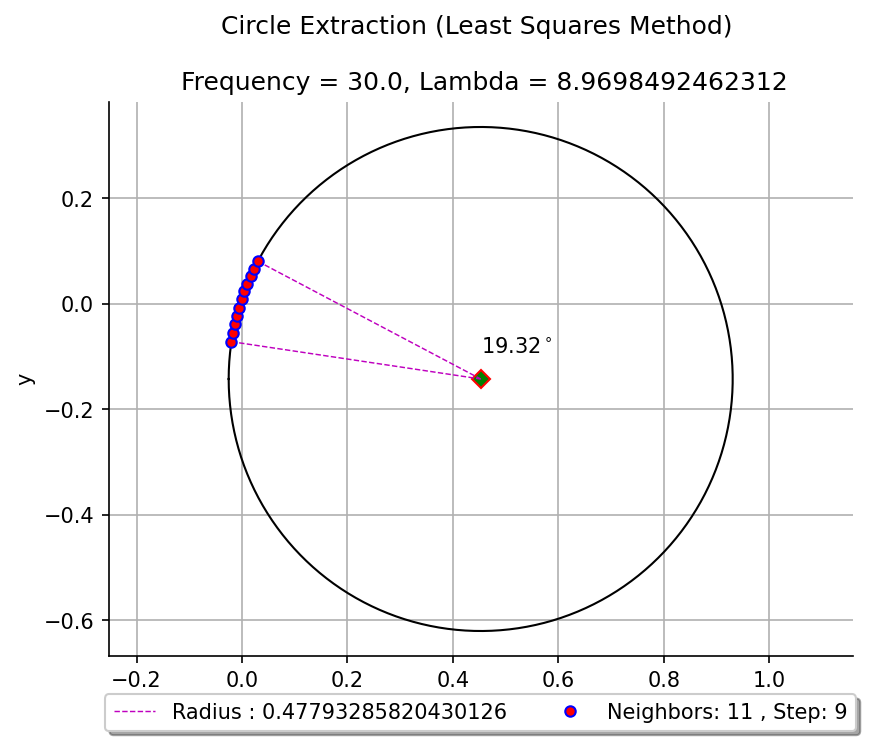 Circle Extraction (Least Squares Method)
Frequency = 30.0, Lambda = 8.9698492462312
0.2
0.0
−0.2
−0.4
−0.6
y
19.32°
−0.2 0.0 0.2 0.4 0.6 0.8 1.0
Radius : 0.47793285820430126 Neighbors: 11 , Step: 9